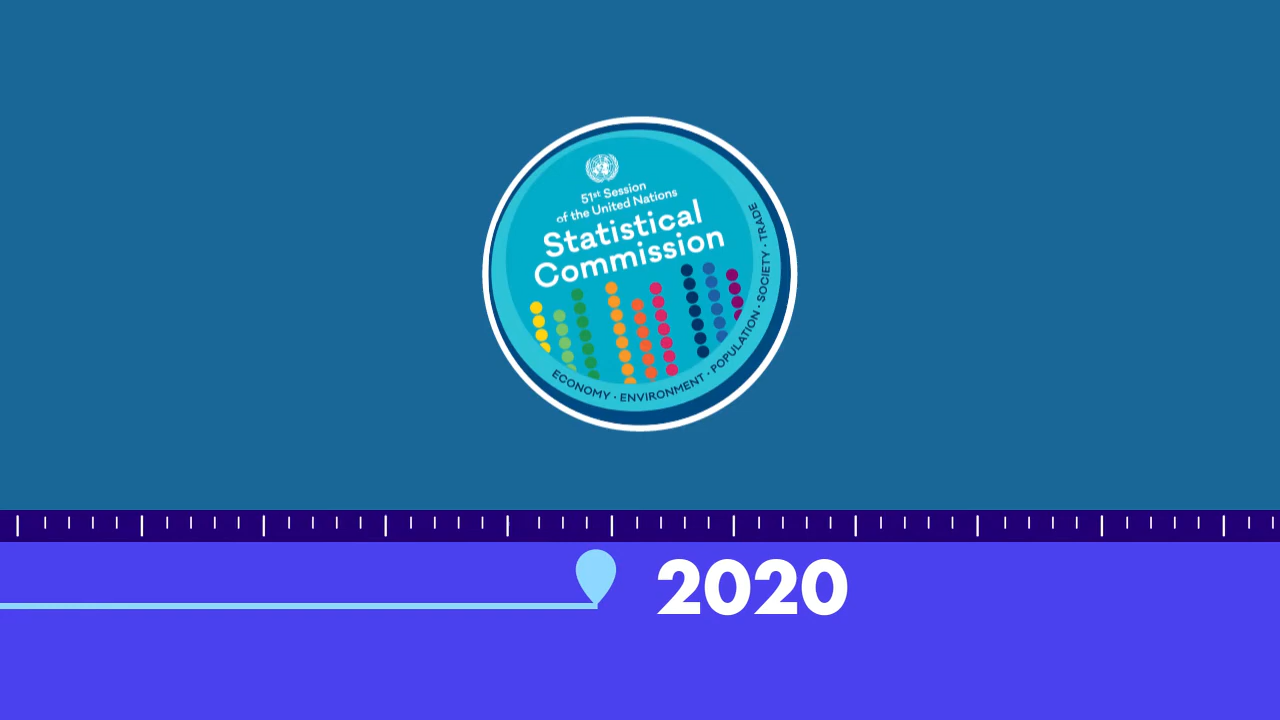 51st Session
of the United Nations
Statistical
Commission
ECONOMY · ENVIRONMENT · POPULATION · SOCIETY · TRADE
2020